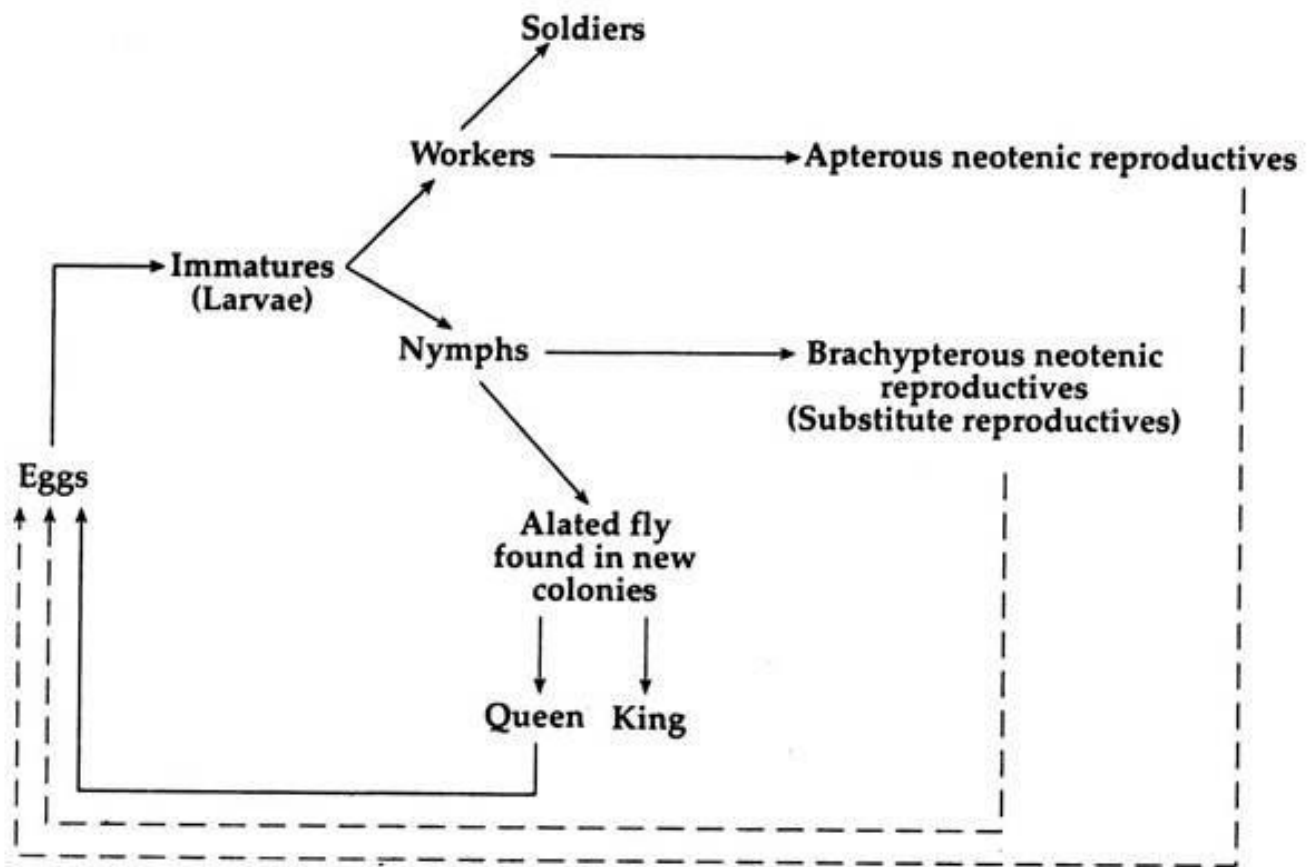 Soldiers
Workers
Apterous neotenic reproductives
Immatures
(Larvae)
Nymphs
Brachypterous neotenic
reproductives
(Substitute reproductives)
Eggs
Alated fly
found in new
colonies
Queen
King